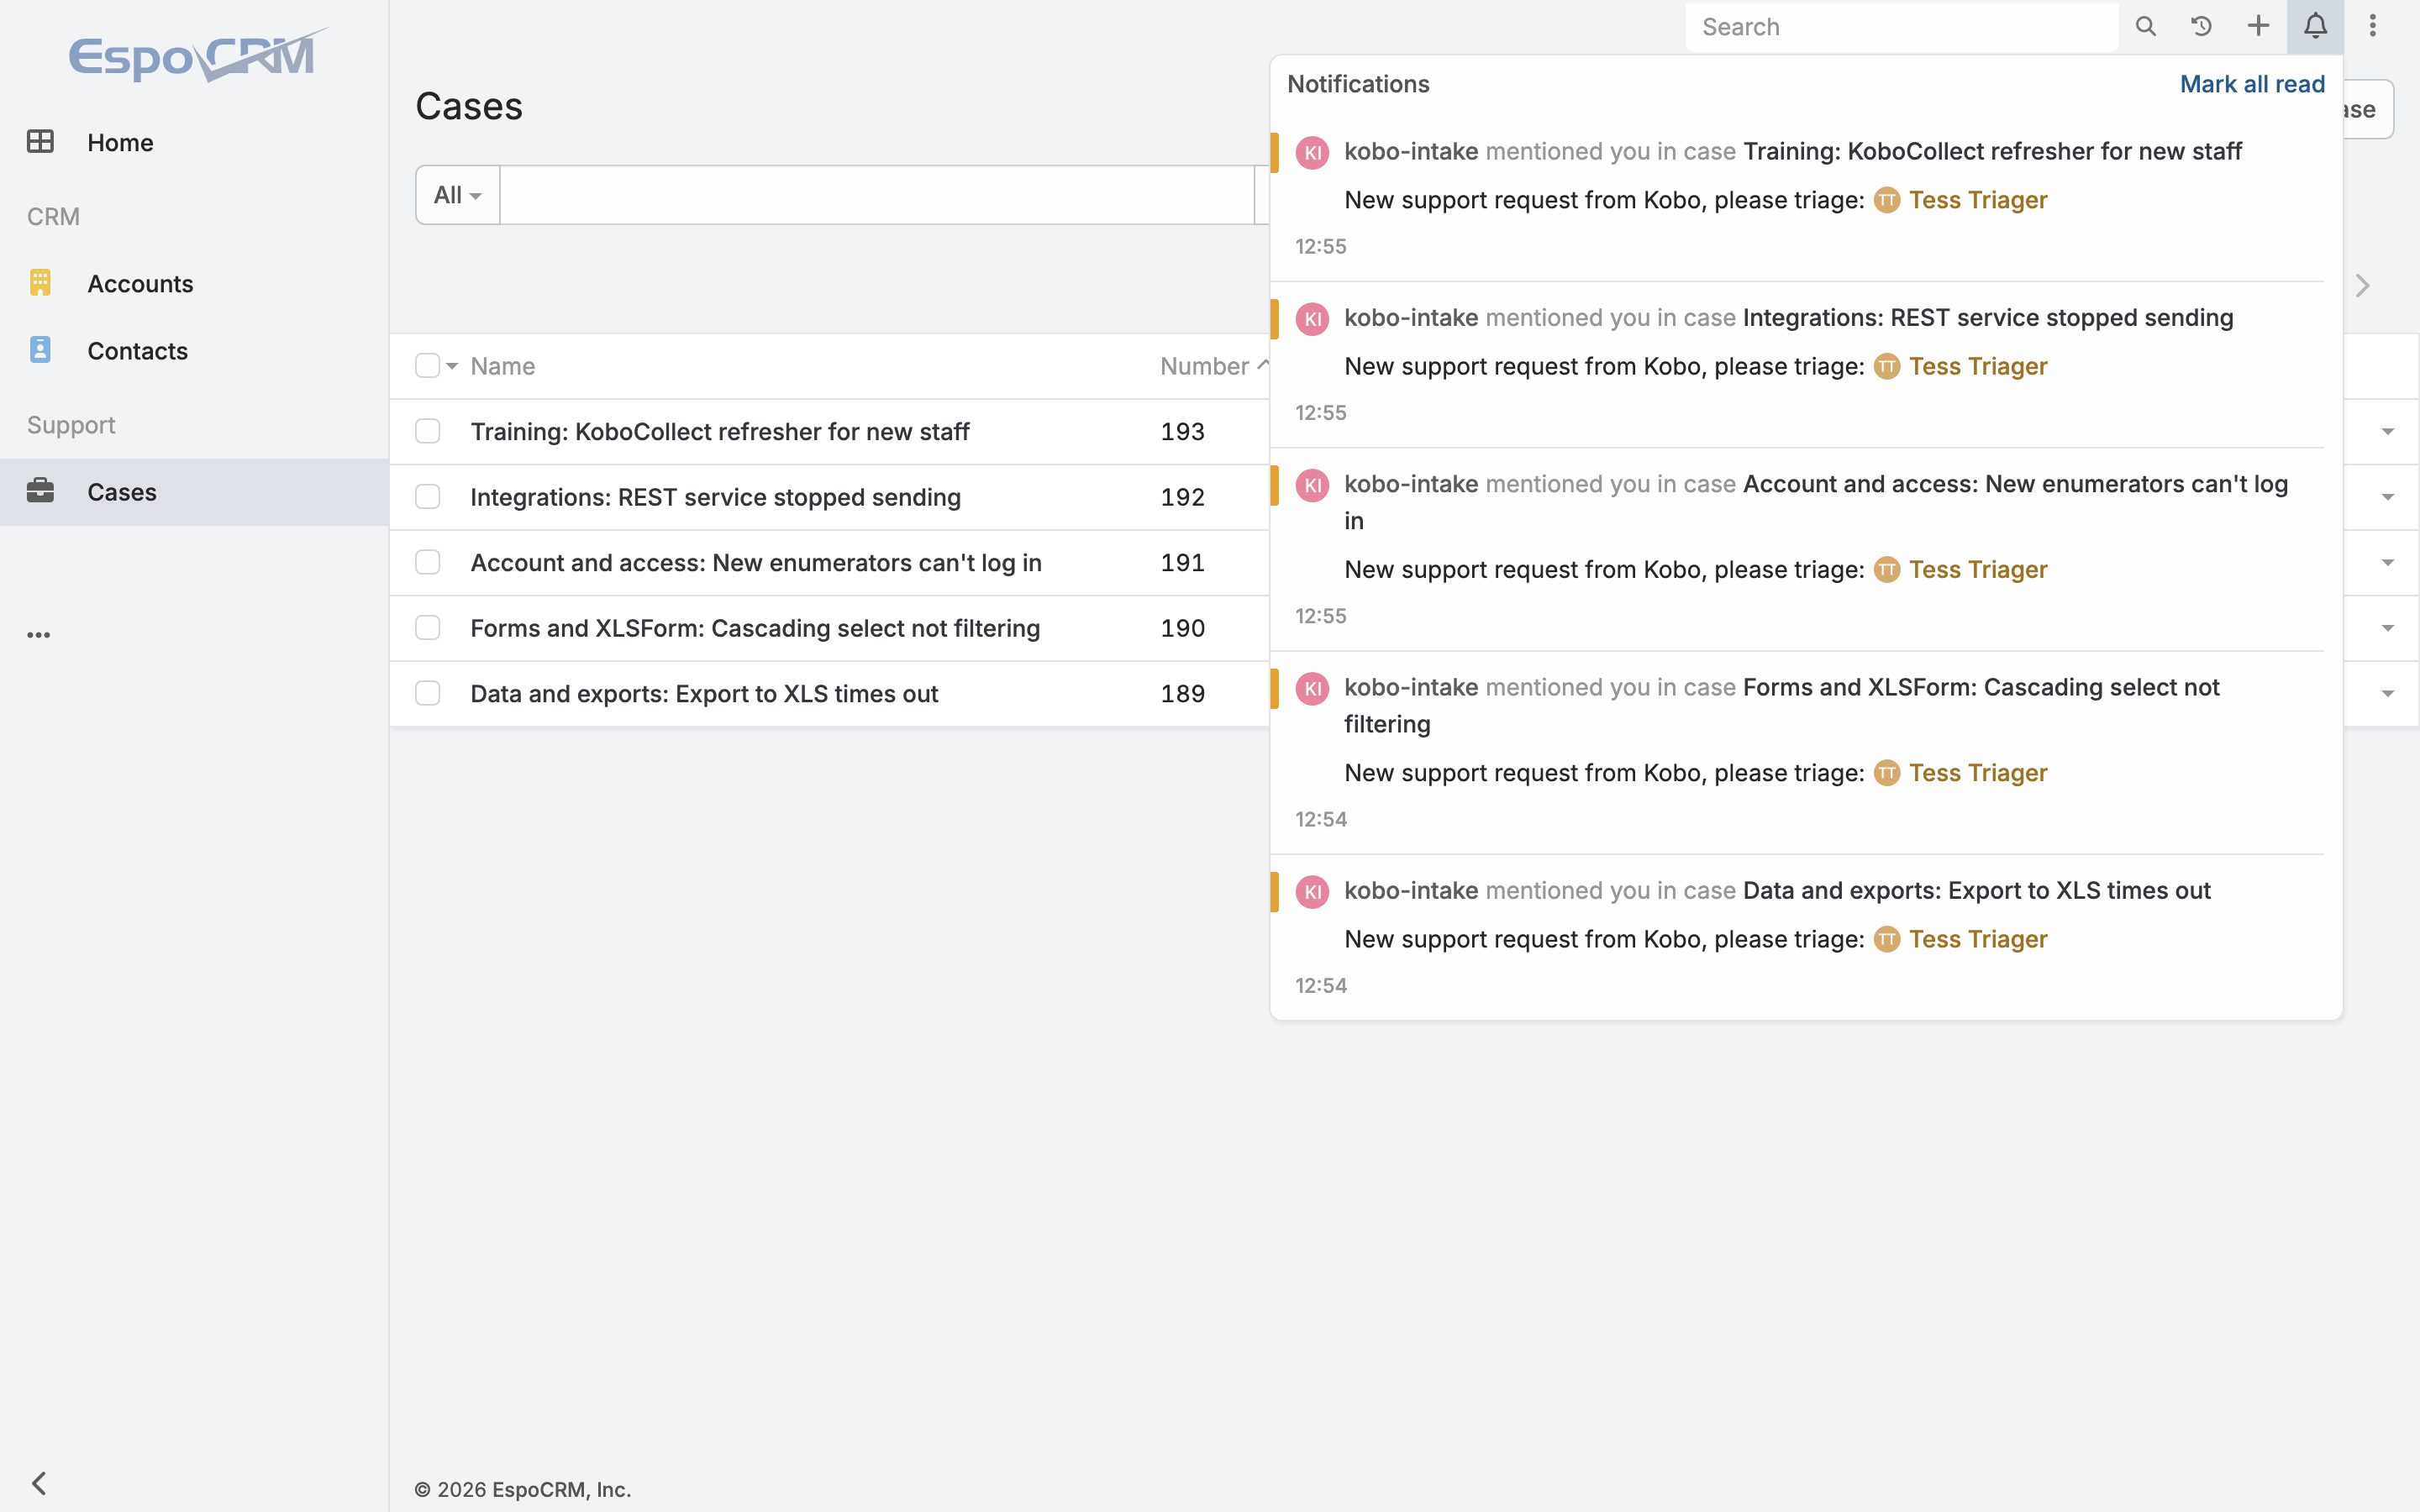 EspoCRM
Search
Home
CRM
Accounts
Contacts
Support
Cases
Cases
All
Name
Number
Training: KoboCollect refresher for new staff
193
Integrations: REST service stopped sending
192
Account and access: New enumerators can't log in
191
Forms and XLSForm: Cascading select not filtering
190
Data and exports: Export to XLS times out
189
Notifications
Mark all read
KI kobo-intake mentioned you in case Training: KoboCollect refresher for new staff
New support request from Kobo, please triage: TT Tess Triager
12:55
KI kobo-intake mentioned you in case Integrations: REST service stopped sending
New support request from Kobo, please triage: TT Tess Triager
12:55
KI kobo-intake mentioned you in case Account and access: New enumerators can't log
in
New support request from Kobo, please triage: TT Tess Triager
12:55
KI kobo-intake mentioned you in case Forms and XLSForm: Cascading select not
filtering
New support request from Kobo, please triage: TT Tess Triager
12:54
KI kobo-intake mentioned you in case Data and exports: Export to XLS times out
New support request from Kobo, please triage: TT Tess Triager
12:54
© 2026 EspoCRM, Inc.